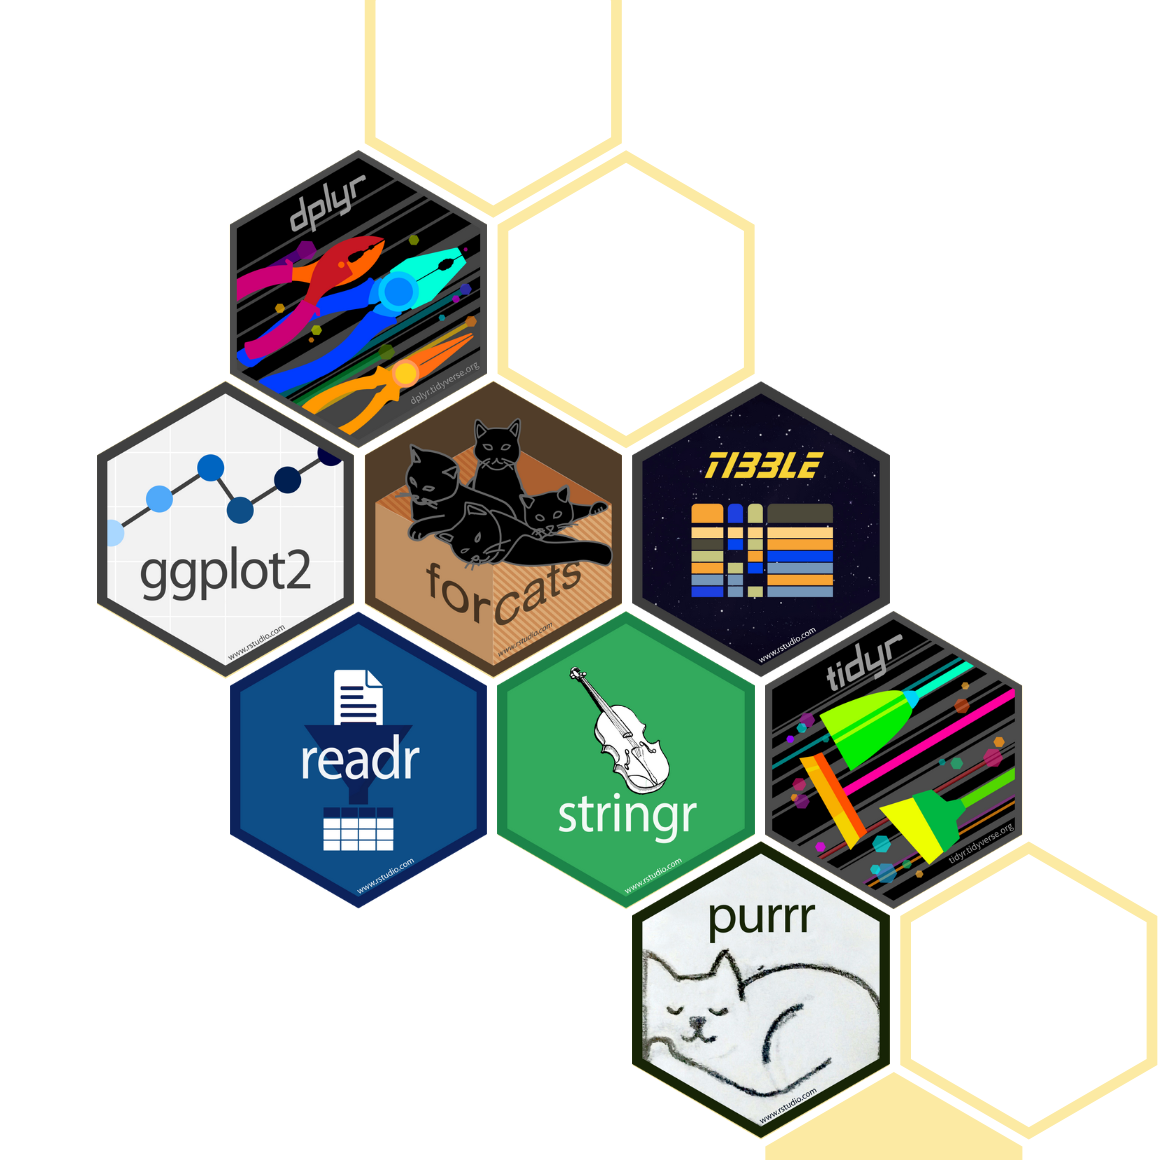 dplyr
dplyr.tidyverse.org
ggplot2
www.rstudio.com
forcats
www.rstudio.com
TIBBLE
www.rstudio.com
readr
www.rstudio.com
stringr
www.rstudio.com
tidyr
tidyr.tidyverse.org
purrr
www.rstudio.com